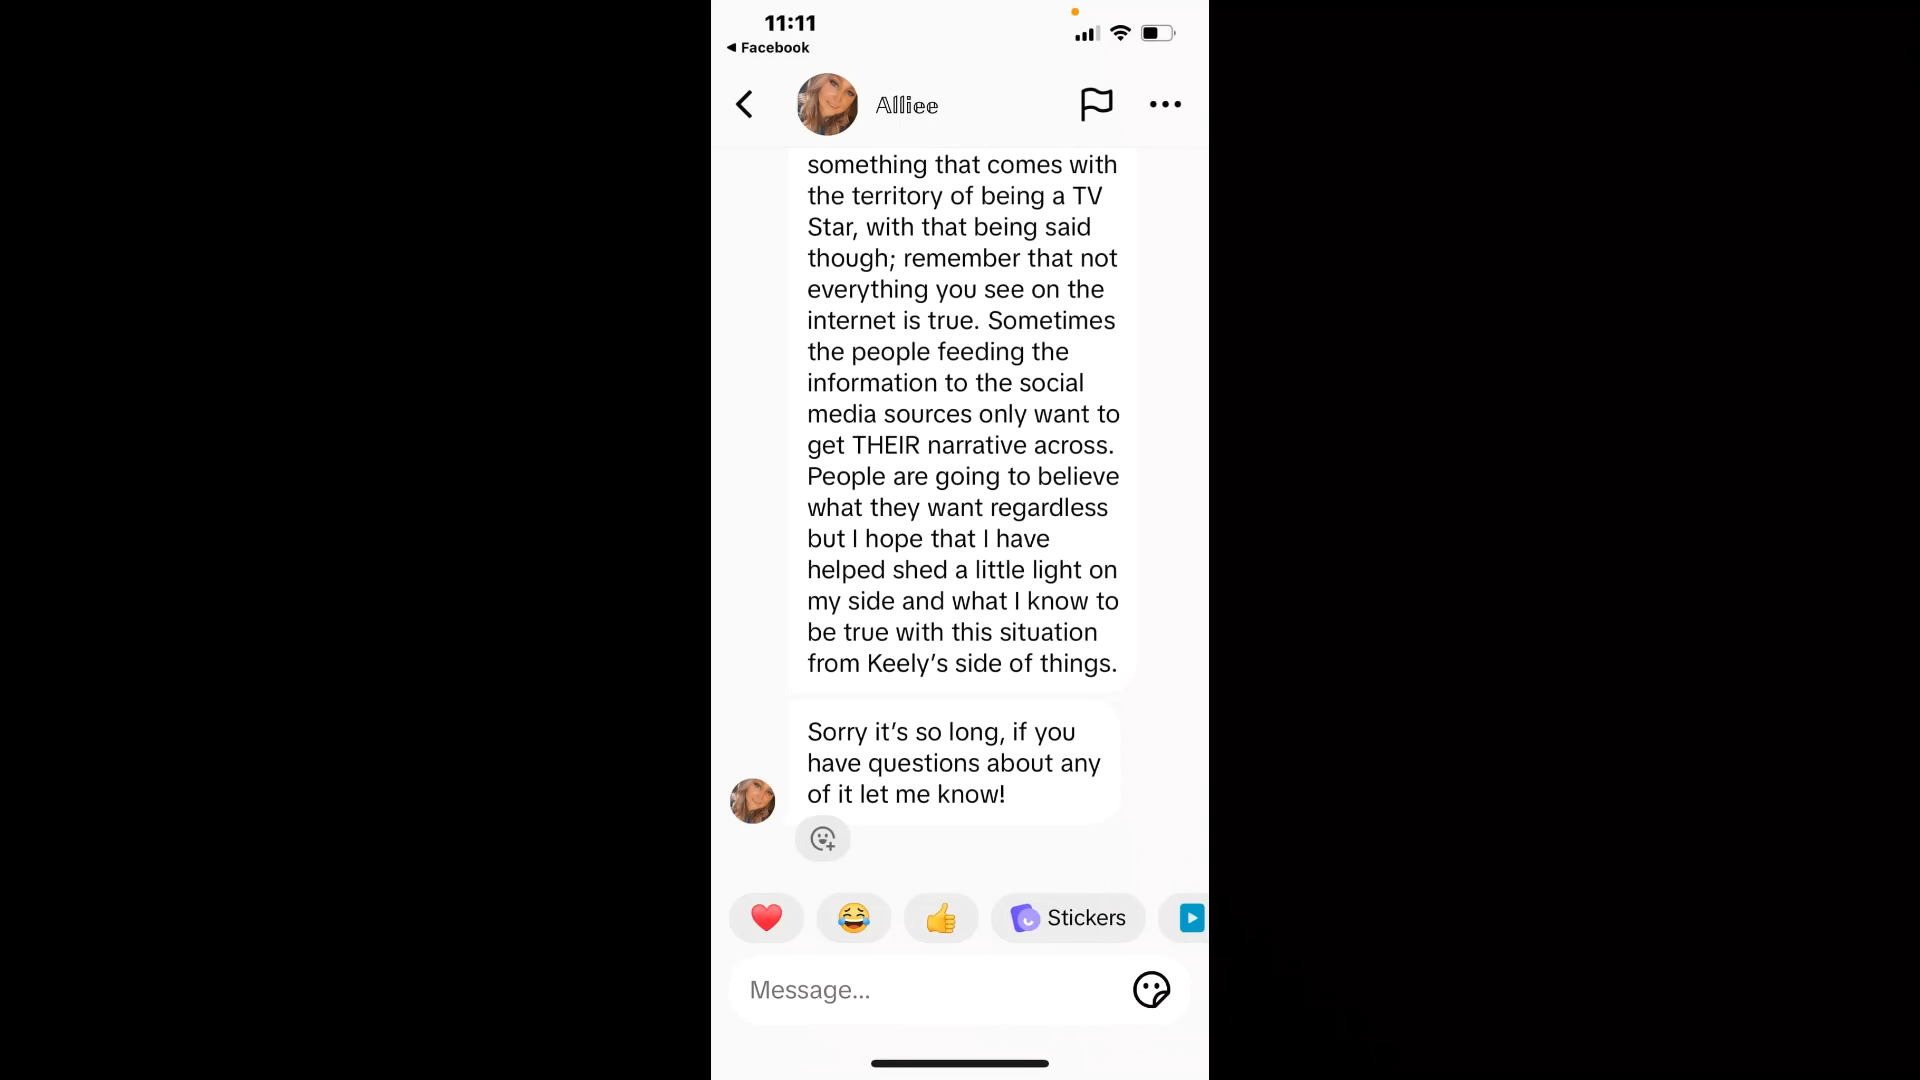 11:11
◀ Facebook
Alliee
something that comes with
the territory of being a TV
Star, with that being said
though; remember that not
everything you see on the
internet is true. Sometimes
the people feeding the
information to the social
media sources only want to
get THEIR narrative across.
People are going to believe
what they want regardless
but I hope that I have
helped shed a little light on
my side and what I know to
be true with this situation
from Keely’s side of things.
Sorry it’s so long, if you
have questions about any
of it let me know!
Stickers
Message...